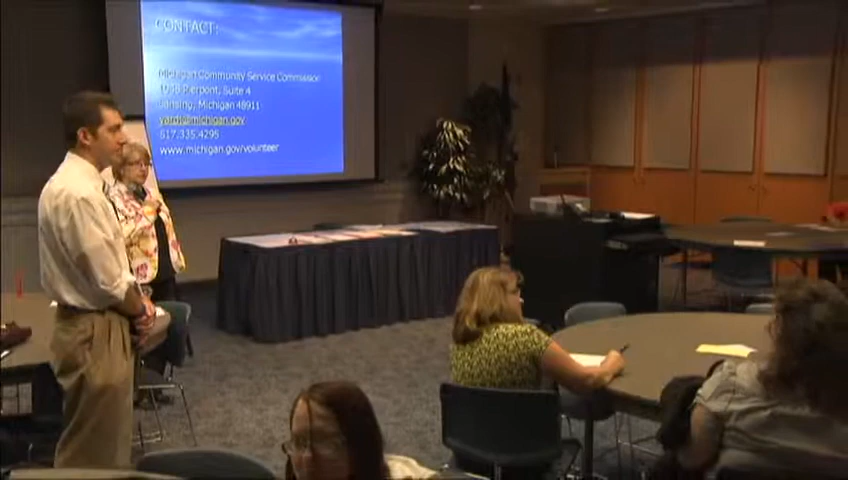 CONTACT:
Michigan Community Service Commission
1048 Pierpont, Suite 4
Lansing, Michigan 48911
517.335.4295
www.michigan.gov/volunteer